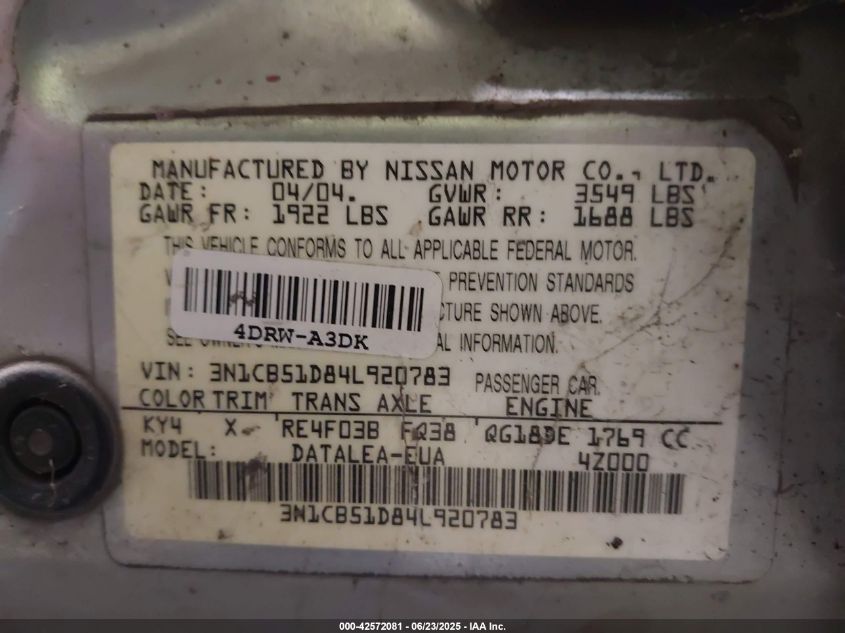 MANUFACTURED BY NISSAN MOTOR CO., LTD.
DATE: 04/04. GVWR: 3549 LBS
GAWR FR: 1922 LBS GAWR RR: 1688 LBS
THIS VEHICLE CONFORMS TO ALL APPLICABLE FEDERAL MOTOR
PREVENTION STANDARDS
SHOWN ABOVE.
4DRW-A3DK
SEE INFORMATION.
VIN: 3N1CB51D84L920783 PASSENGER CAR
COLOR TRIM TRANS AXLE ENGINE
KY4 X RE4F03B FQ38 QG18DE 1769 CC
MODEL: DATALEA-EUA 4Z000
3N1CB51D84L920783
000-42572081 - 06/23/2025 - IAA Inc.